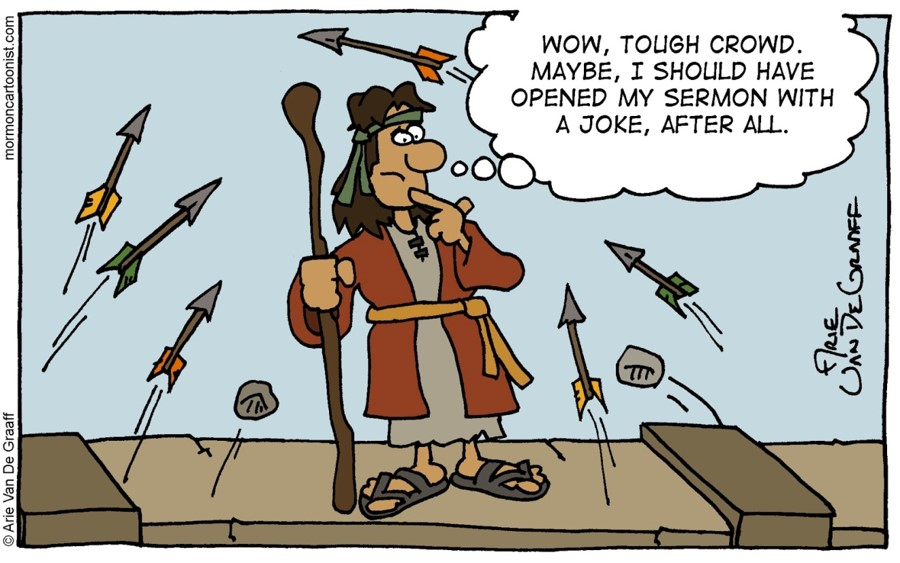 WOW, TOUGH CROWD.
MAYBE, I SHOULD HAVE
OPENED MY SERMON WITH
A JOKE, AFTER ALL.
mormoncartoonist.com
© Arie Van De Graaff
ARIE
VAN DE GRAAFF